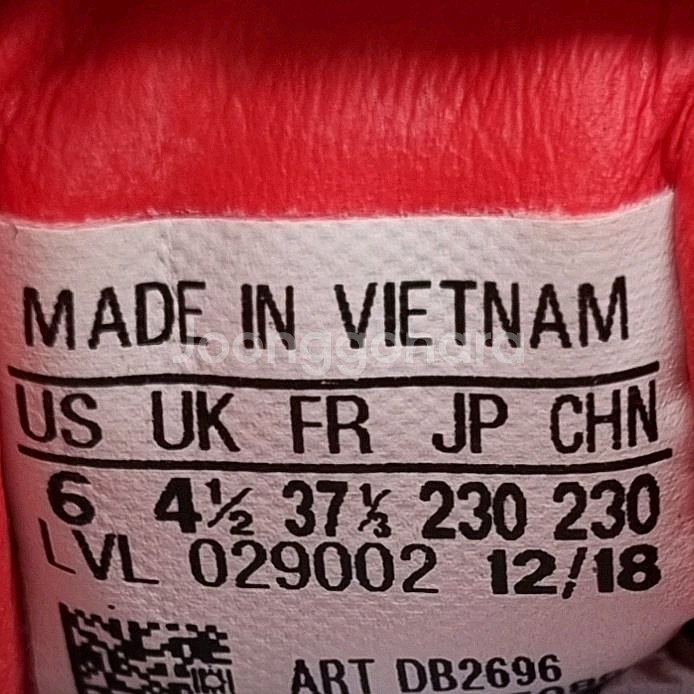 MADE IN VIETNAM
Joonggonara
US UK FR JP CHN
6 4½ 37⅓ 230 230
LVL 029002 12/18
ART DB2696